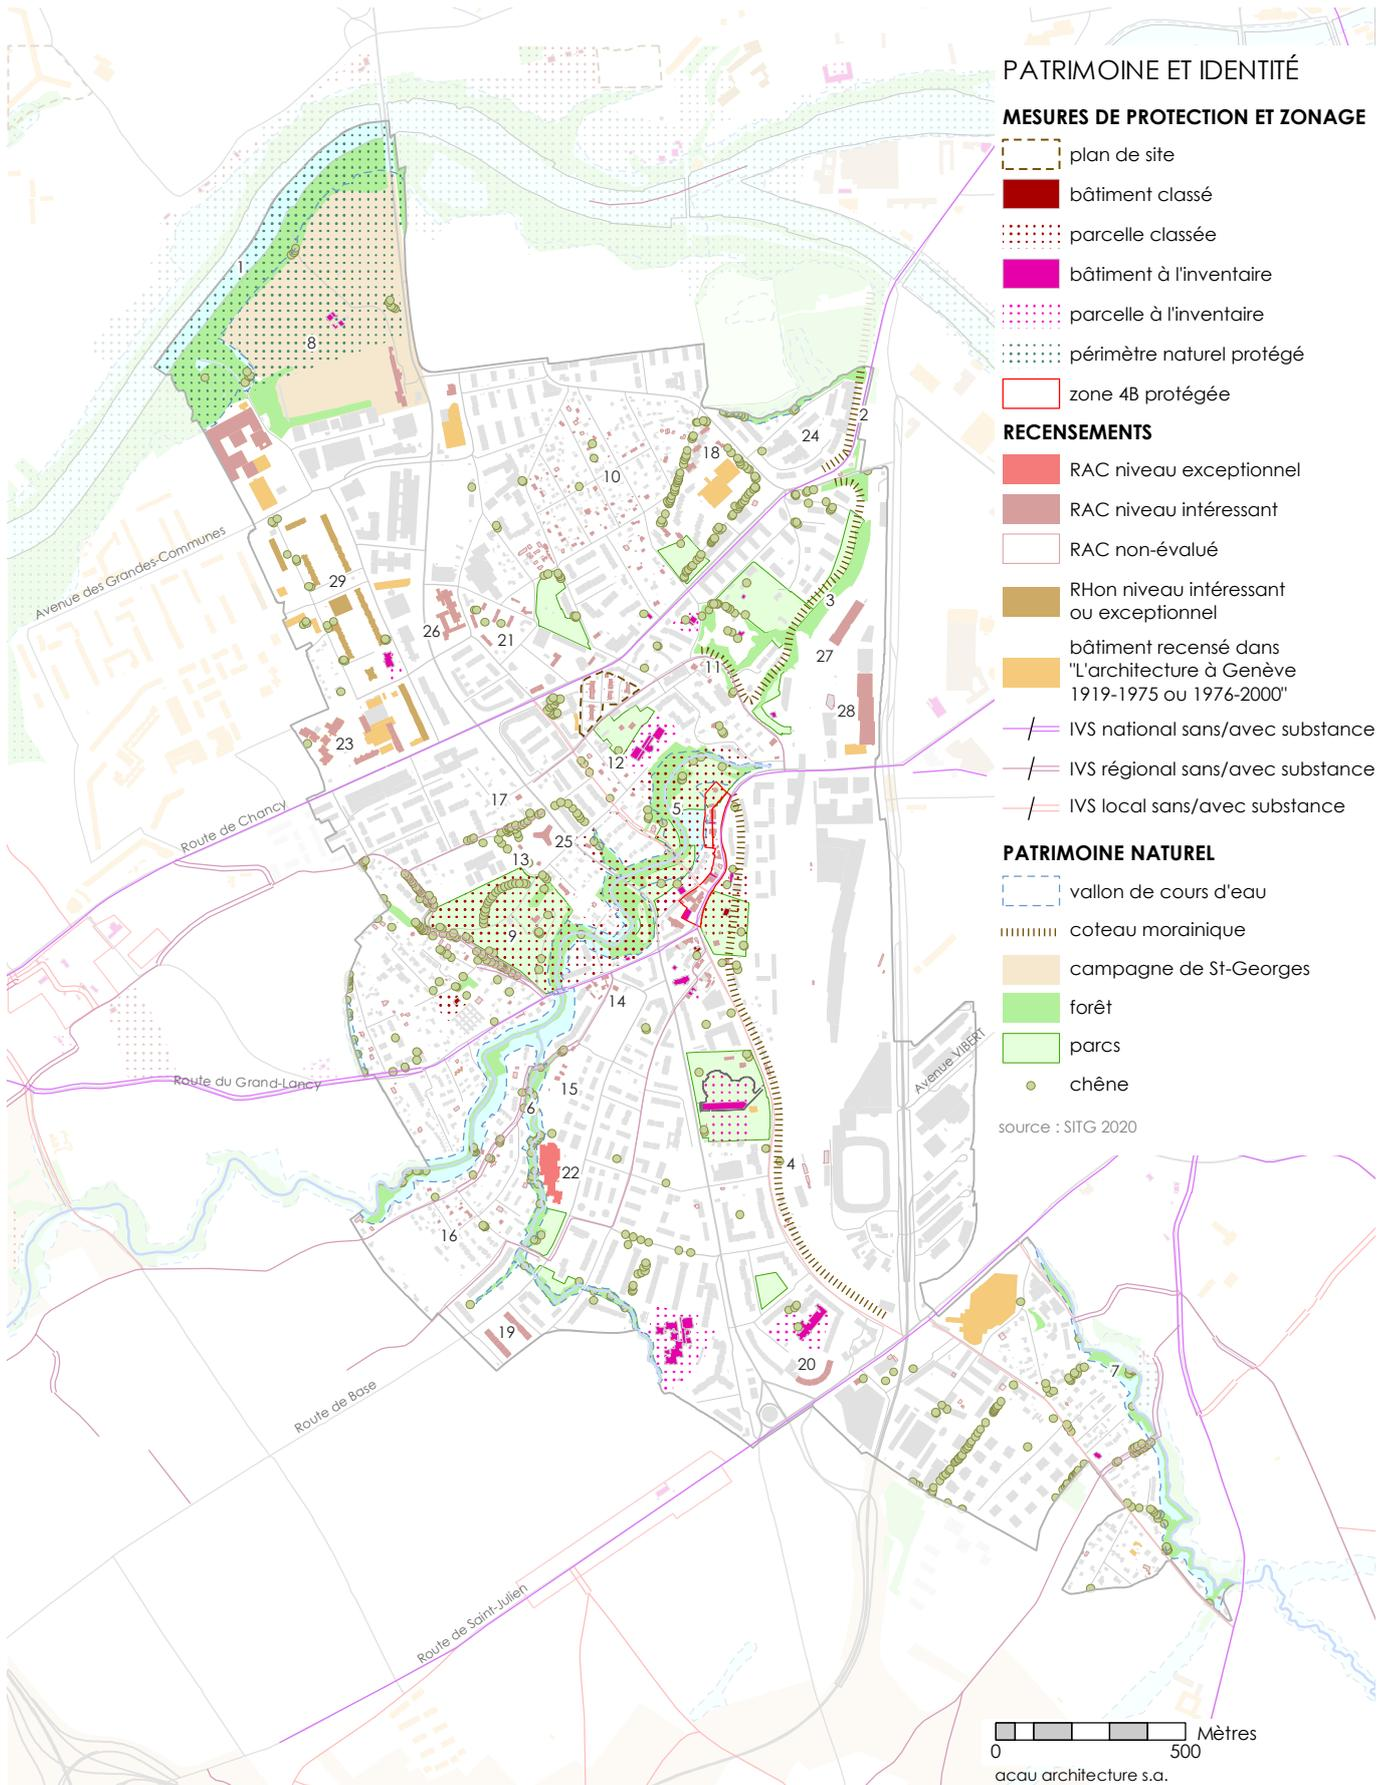 PATRIMOINE ET IDENTITÉ
MESURES DE PROTECTION ET ZONAGE
plan de site
bâtiment classé
parcelle classée
bâtiment à l'inventaire
parcelle à l'inventaire
périmètre naturel protégé
zone 4B protégée
RECENSEMENTS
RAC niveau exceptionnel
RAC niveau intéressant
RAC non-évalué
RHon niveau intéressant
ou exceptionnel
bâtiment recensé dans
"L'architecture à Genève
1919-1975 ou 1976-2000"
IVS national sans/avec substance
IVS régional sans/avec substance
IVS local sans/avec substance
PATRIMOINE NATUREL
vallon de cours d'eau
coteau morainique
campagne de St-Georges
forêt
parcs
chêne
source : SITG 2020
1
8
2
24
18
10
Avenue des Grandes-Communes
29
3
26
21
27
11
28
23
12
17
5
Route de Chancy
25
13
9
14
Avenue VIBERT
Route du Grand-Lancy
15
6
22
4
16
19
20
7
Route de Base
Route de Saint-Julien
0
500
Mètres
acau architecture s.a.